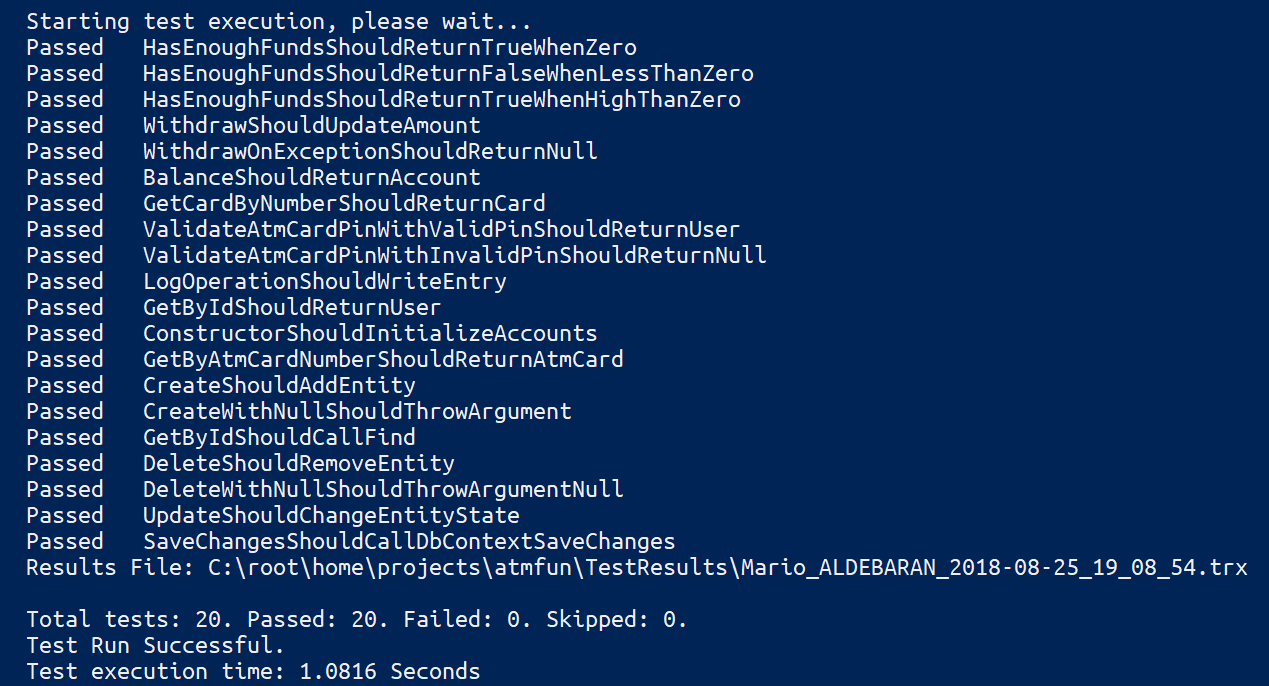 Starting test execution, please wait...
Passed   HasEnoughFundsShouldReturnTrueWhenZero
Passed   HasEnoughFundsShouldReturnFalseWhenLessThanZero
Passed   HasEnoughFundsShouldReturnTrueWhenHighThanZero
Passed   WithdrawShouldUpdateAmount
Passed   WithdrawOnExceptionShouldReturnNull
Passed   BalanceShouldReturnAccount
Passed   GetCardByNumberShouldReturnCard
Passed   ValidateAtmCardPinWithValidPinShouldReturnUser
Passed   ValidateAtmCardPinWithInvalidPinShouldReturnNull
Passed   LogOperationShouldWriteEntry
Passed   GetByIdShouldReturnUser
Passed   ConstructorShouldInitializeAccounts
Passed   GetByAtmCardNumberShouldReturnAtmCard
Passed   CreateShouldAddEntity
Passed   CreateWithNullShouldThrowArgument
Passed   GetByIdShouldCallFind
Passed   DeleteShouldRemoveEntity
Passed   DeleteWithNullShouldThrowArgumentNull
Passed   UpdateShouldChangeEntityState
Passed   SaveChangesShouldCallDbContextSaveChanges
Results File: C:\root\home\projects\atmfun\TestResults\Mario_ALDEBARAN_2018-08-25_19_08_54.trx
Total tests: 20. Passed: 20. Failed: 0. Skipped: 0.
Test Run Successful.
Test execution time: 1.0816 Seconds